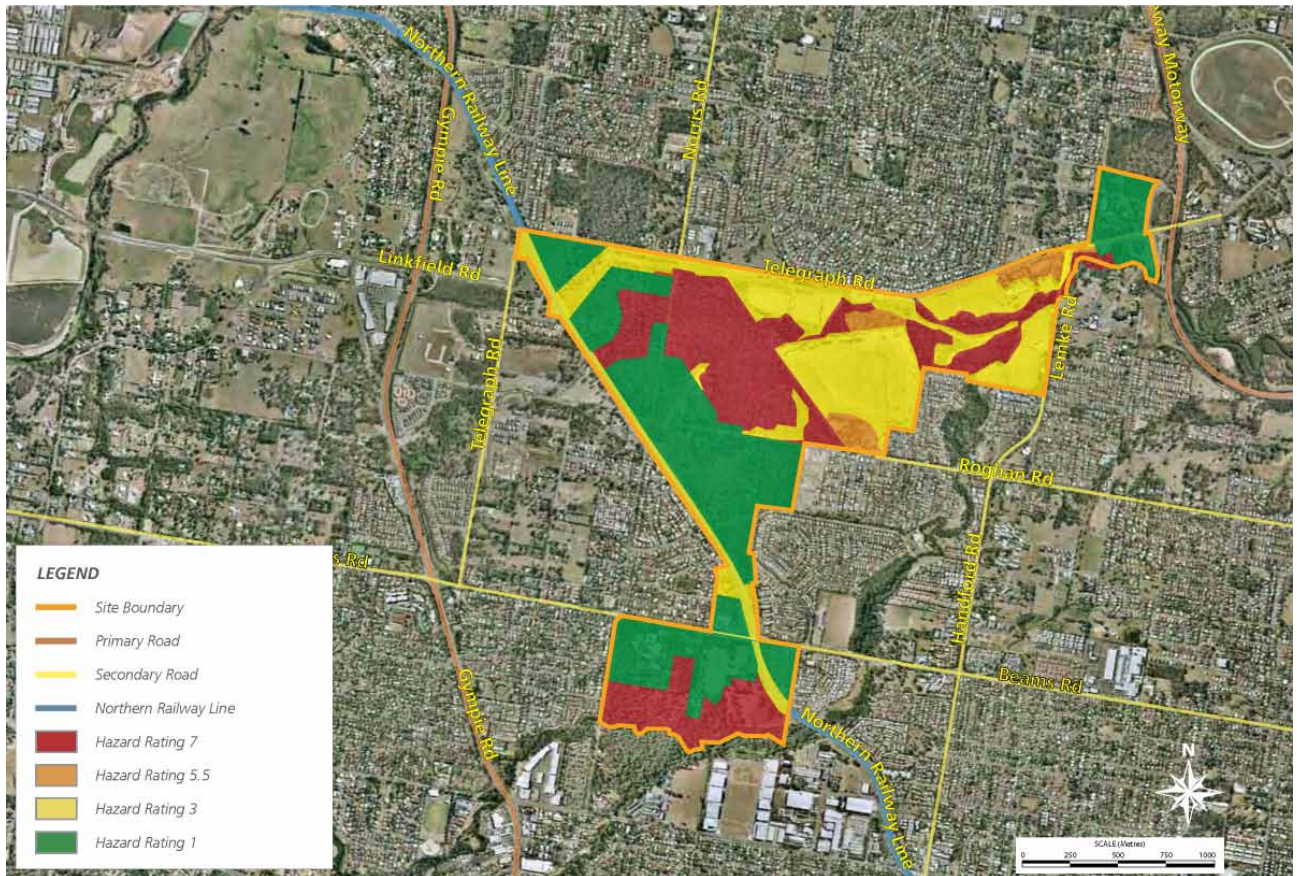 Northern Railway Line
Gympie Rd
Norris Rd
way Motorway
Linkfield Rd
Telegraph Rd
Telegraph Rd
Lemke Rd
Roghan Rd
s Rd
Handford Rd
Beams Rd
Gympie Rd
Northern Railway Line
LEGEND
Site Boundary
Primary Road
Secondary Road
Northern Railway Line
Hazard Rating 7
Hazard Rating 5.5
Hazard Rating 3
Hazard Rating 1
N
SCALE (Metres)
0 250 500 750 1000